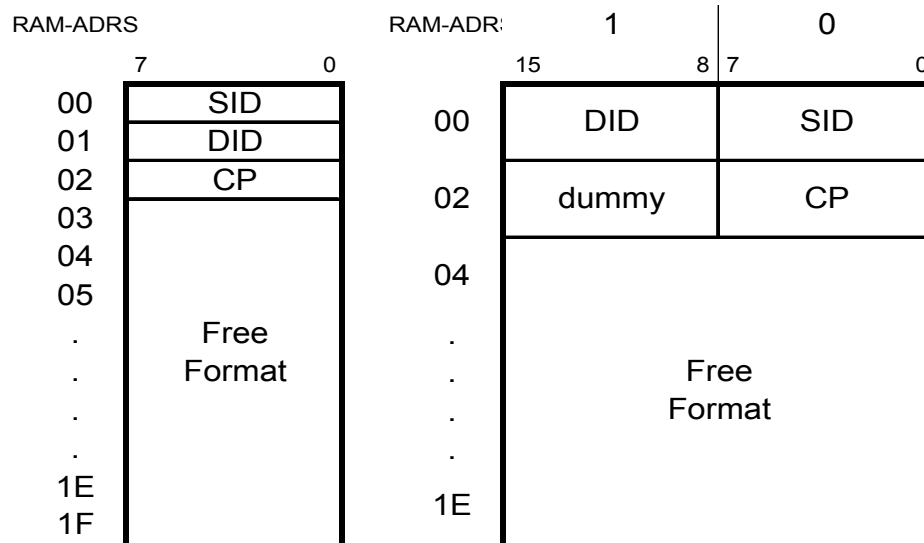 RAM-ADRS
7 0
00 SID
01 DID
02 CP
03
04
05
. Free
. Format
.
.
1E
1F
RAM-ADR
1 0
15 8 7 0
00 DID SID
02 dummy CP
04
.
. Free
. Format
.
1E